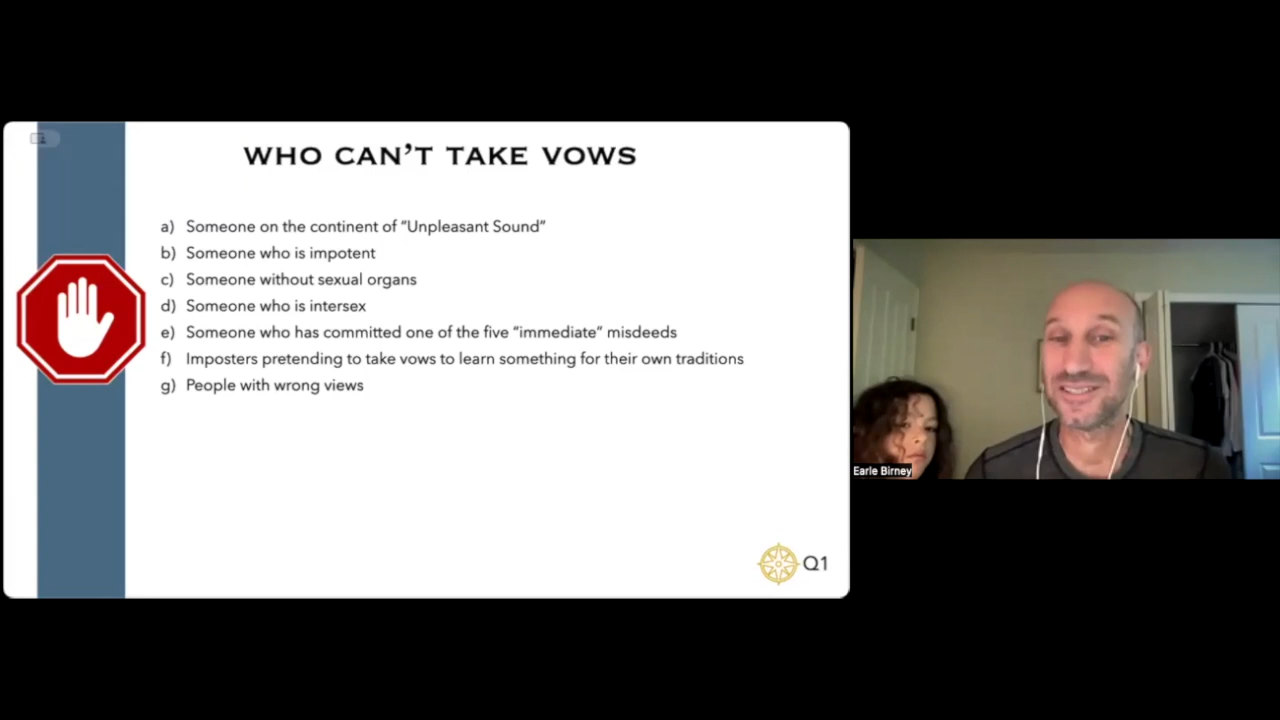 WHO CAN'T TAKE VOWS
a) Someone on the continent of “Unpleasant Sound”
b) Someone who is impotent
c) Someone without sexual organs
d) Someone who is intersex
e) Someone who has committed one of the five “immediate” misdeeds
f) Imposters pretending to take vows to learn something for their own traditions
g) People with wrong views
Q1
Earle Birney